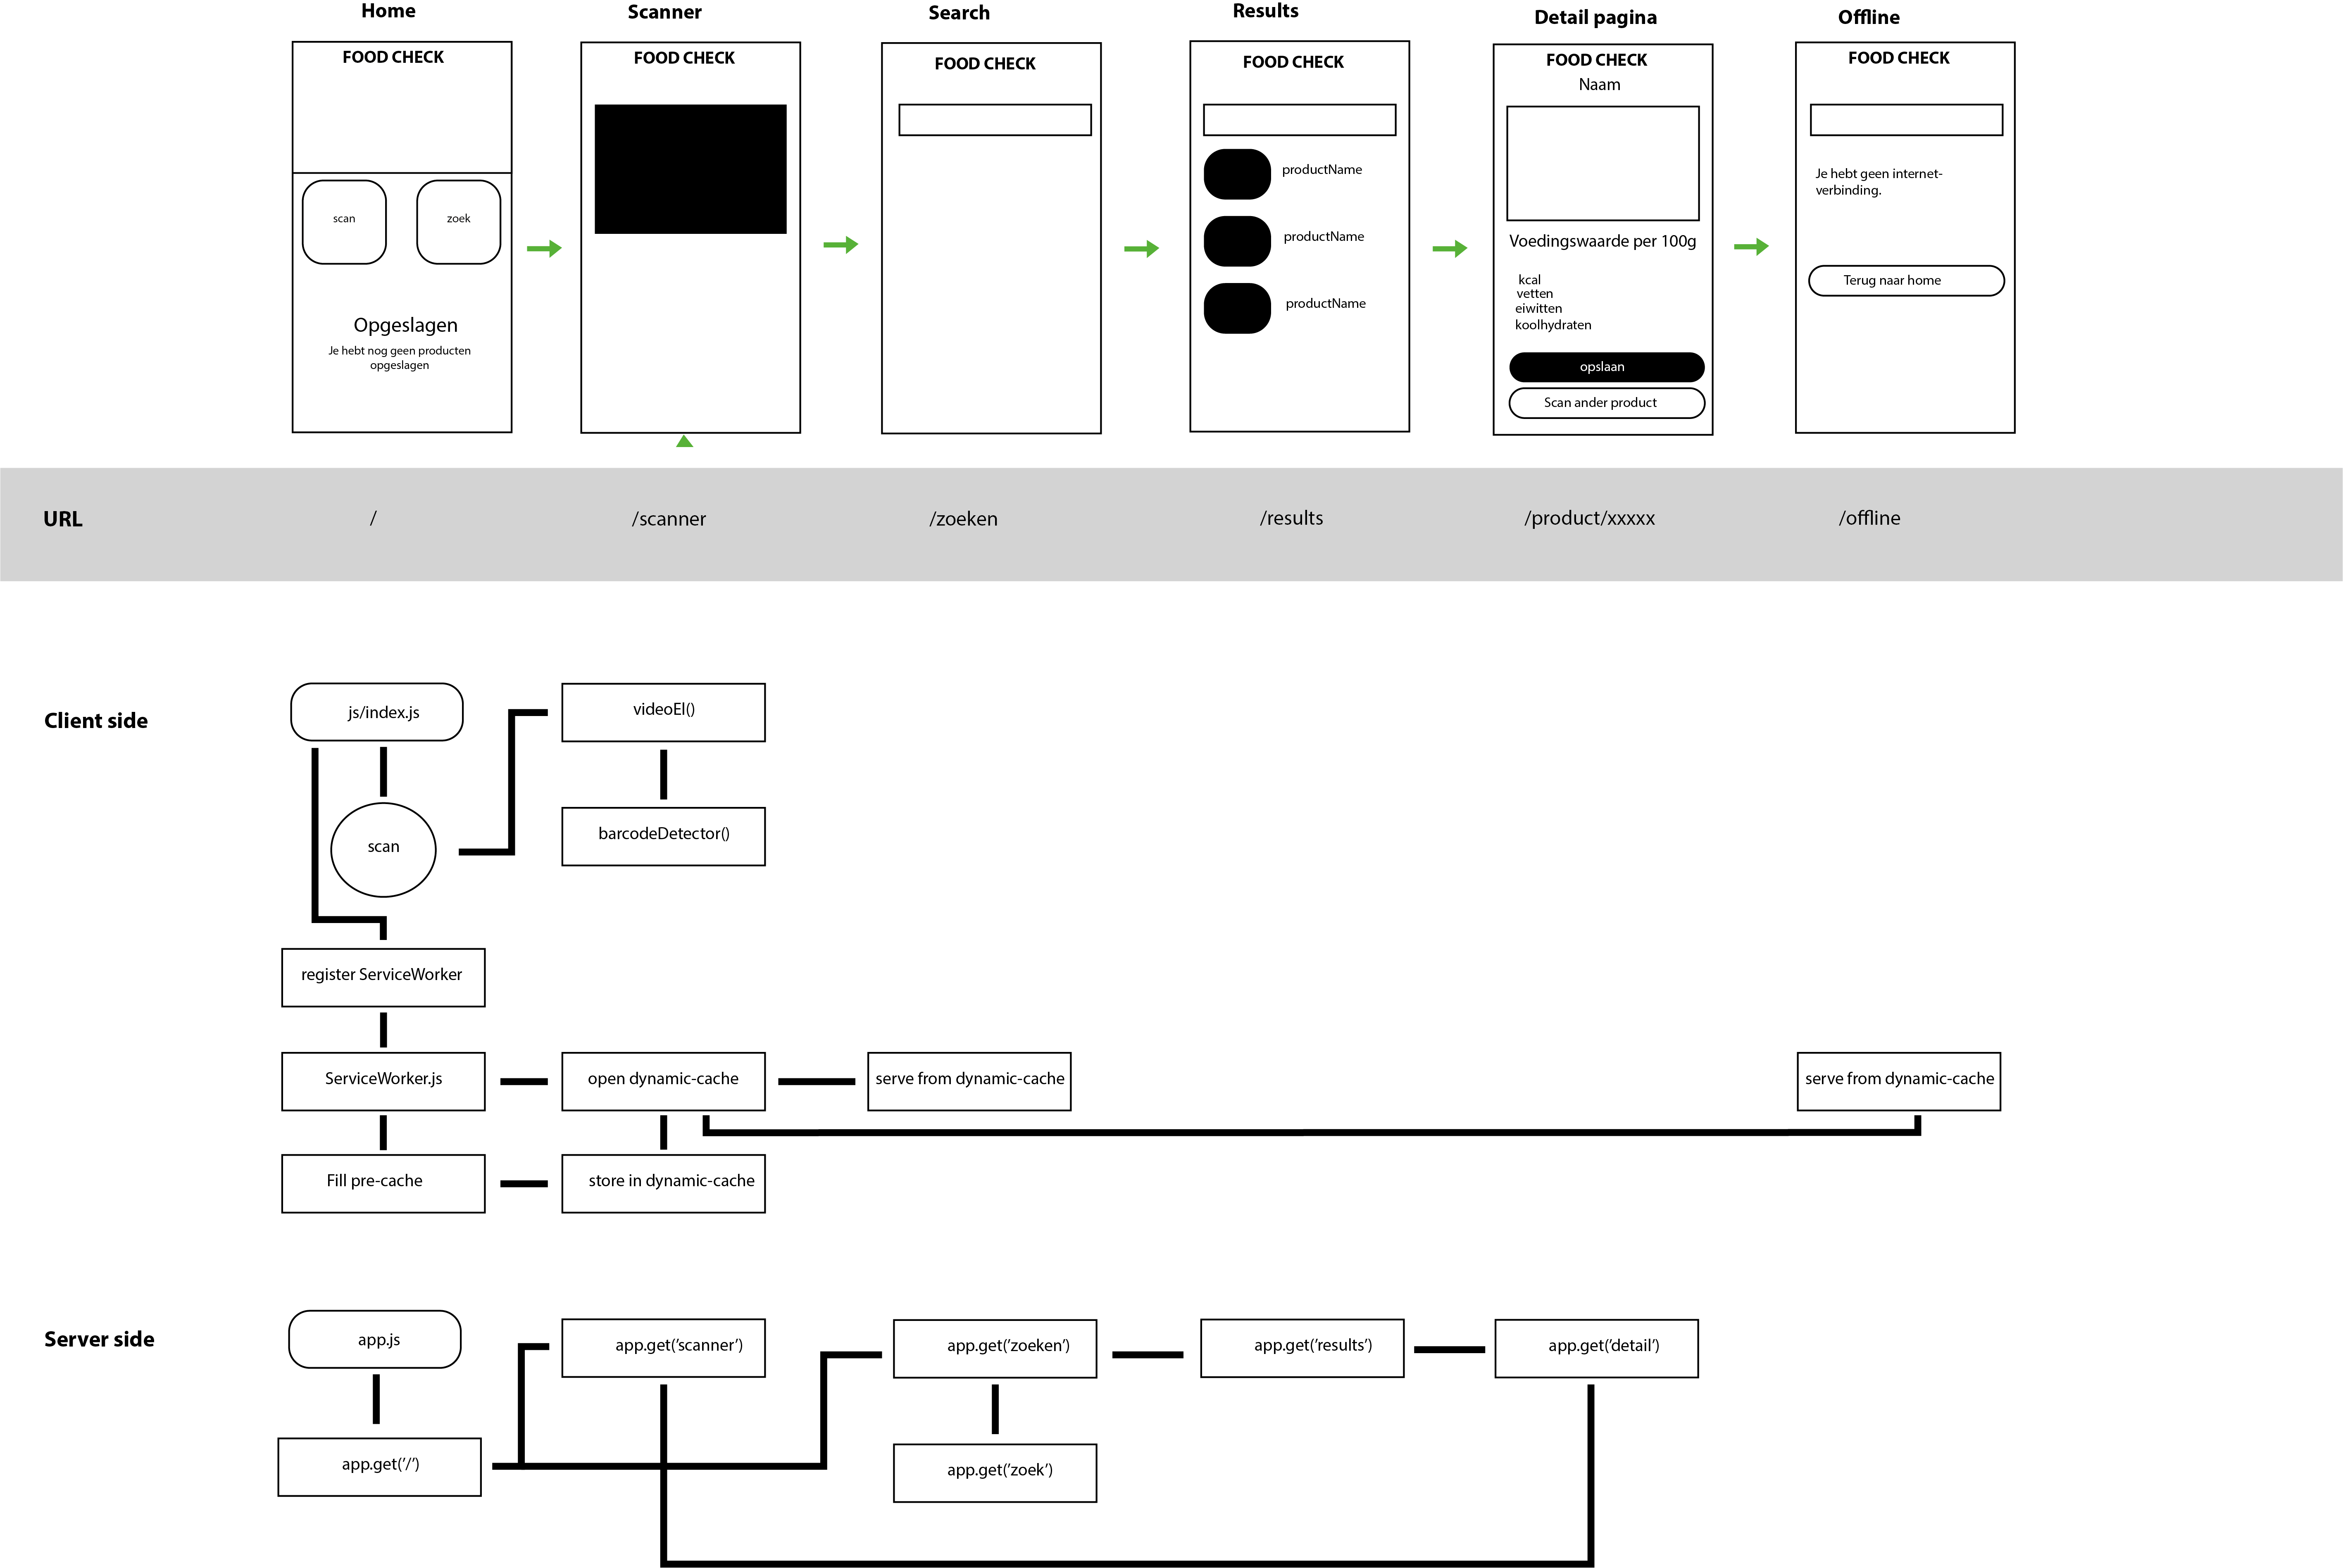 Home
Scanner
Search
Results
Detail pagina
Offline
FOOD CHECK
scan
zoek
Opgeslagen
Je hebt nog geen producten
opgeslagen
FOOD CHECK
FOOD CHECK
FOOD CHECK
productName
productName
productName
FOOD CHECK
Naam
Voedingswaarde per 100g
kcal
vetten
eiwitten
koolhydraten
opslaan
Scan ander product
FOOD CHECK
Je hebt geen internet-
verbinding.
Terug naar home
URL
/
/scanner
/zoeken
/results
/product/xxxxx
/offline
Client side
js/index.js
videoEl()
scan
barcodeDetector()
register ServiceWorker
ServiceWorker.js
open dynamic-cache
serve from dynamic-cache
serve from dynamic-cache
Fill pre-cache
store in dynamic-cache
Server side
app.js
app.get(’scanner’)
app.get(’zoeken’)
app.get(’results’)
app.get(’detail’)
app.get(’/’)
app.get(’zoek’)